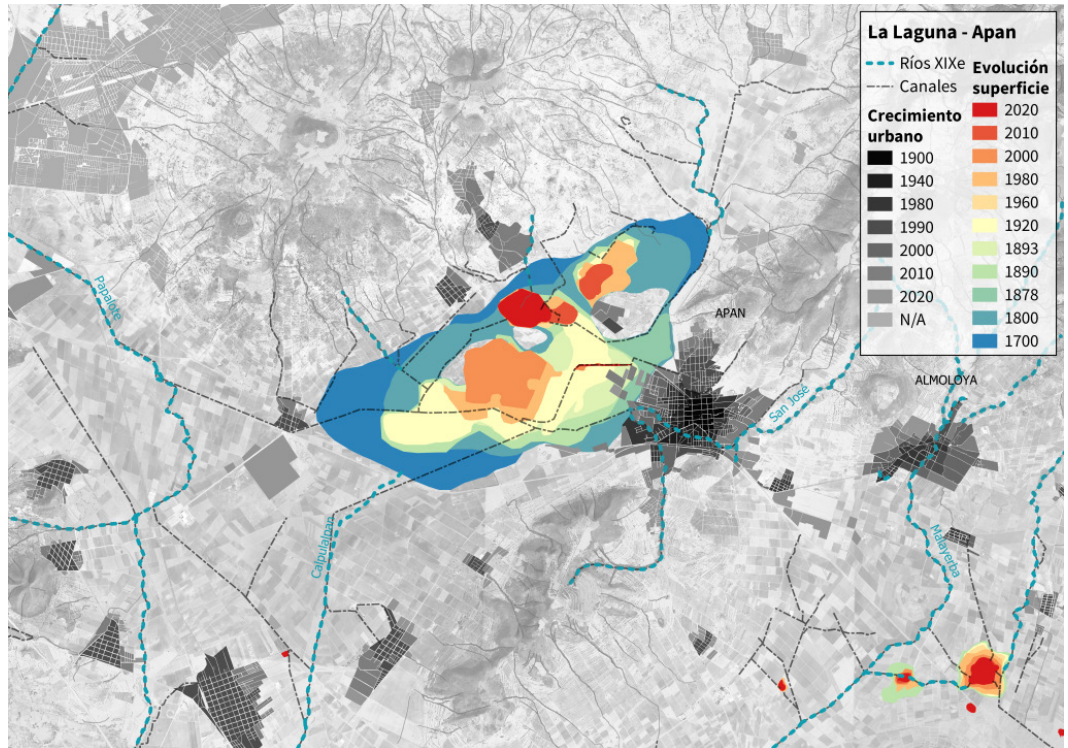 La Laguna - Apan
Ríos XIXe
Canales
Crecimiento
urbano
1900
1940
1980
1990
2000
2010
2020
N/A
Evolución
superficie
2020
2010
2000
1980
1960
1920
1893
1890
1878
1800
1700
Papalote
APAN
ALMOLOYA
San José
Calpulalpan
Malayerba